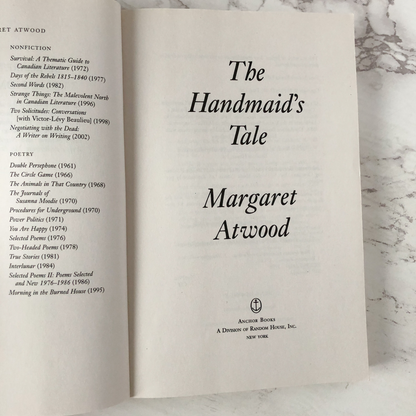 RET ATWOOD
NONFICTION
Survival: A Thematic Guide to
Canadian Literature (1972)
Days of the Rebels 1815–1840 (1977)
Second Words (1982)
Strange Things: The Malevolent North
in Canadian Literature (1996)
Two Solicitudes: Conversations
[with Victor-Lévy Beaulieu] (1998)
Negotiating with the Dead:
A Writer on Writing (2002)
POETRY
Double Persephone (1961)
The Circle Game (1966)
The Animals in That Country (1968)
The Journals of
Susanna Moodie (1970)
Procedures for Underground (1970)
Power Politics (1971)
You Are Happy (1974)
Selected Poems (1976)
Two-Headed Poems (1978)
True Stories (1981)
Interlunar (1984)
Selected Poems II: Poems Selected
and New 1976–1986 (1986)
Morning in the Burned House (1995)
The
Handmaid's
Tale
Margaret
Atwood
ANCHOR BOOKS
A DIVISION OF RANDOM HOUSE, INC.
NEW YORK